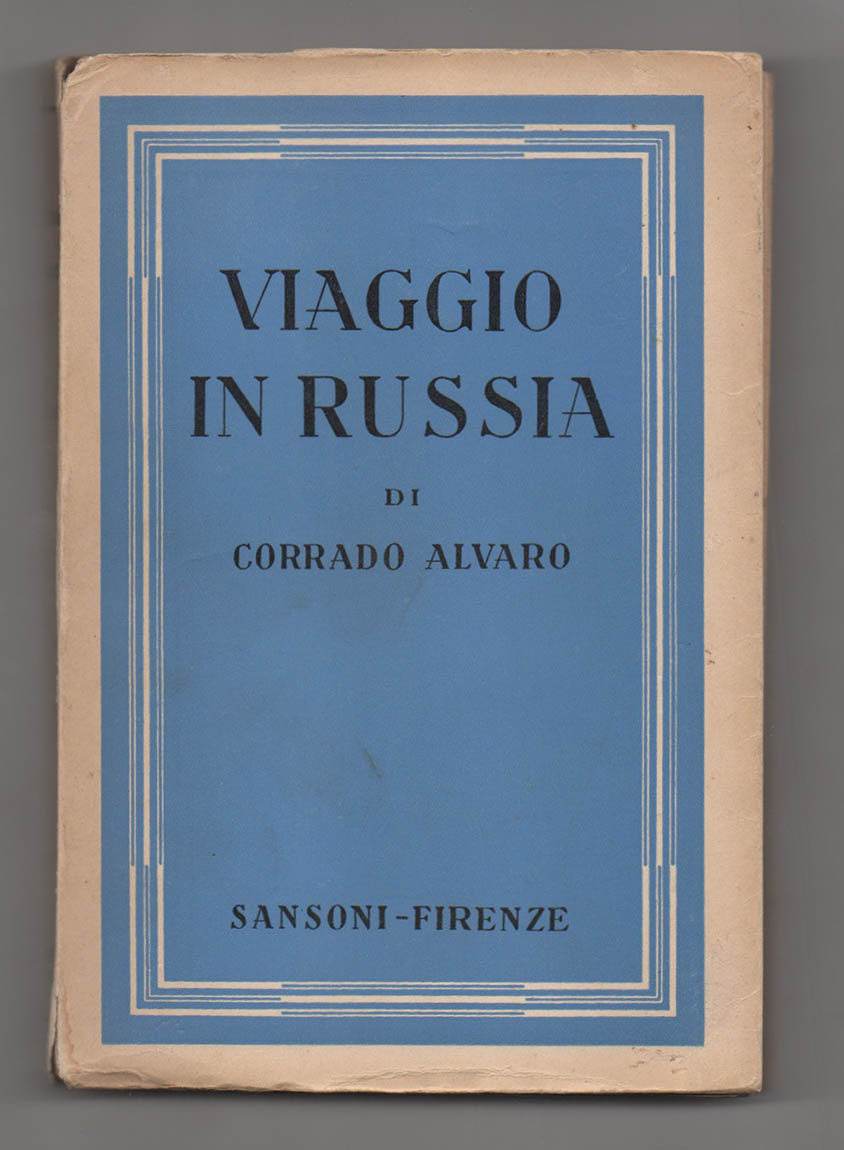 VIAGGIO
IN RUSSIA
DI
CORRADO ALVARO
SANSONI-FIRENZE